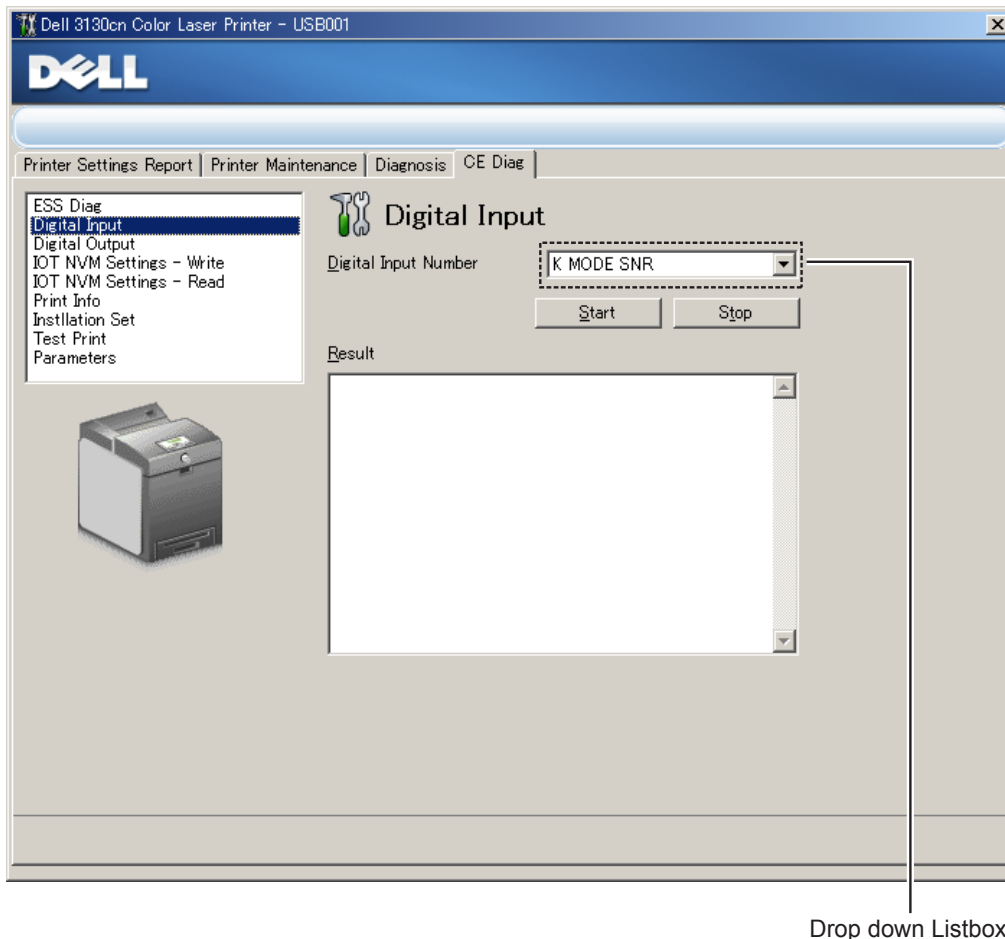 Dell 3130cn Color Laser Printer - USB001
DELL
Printer Settings Report Printer Maintenance Diagnosis CE Diag
ESS Diag
Digital Input
Digital Output
IOT NVM Settings - Write
IOT NVM Settings - Read
Print Info
Instllation Set
Test Print
Parameters
Digital Input
Digital Input Number
K MODE SNR
Start Stop
Result
Drop down Listbox